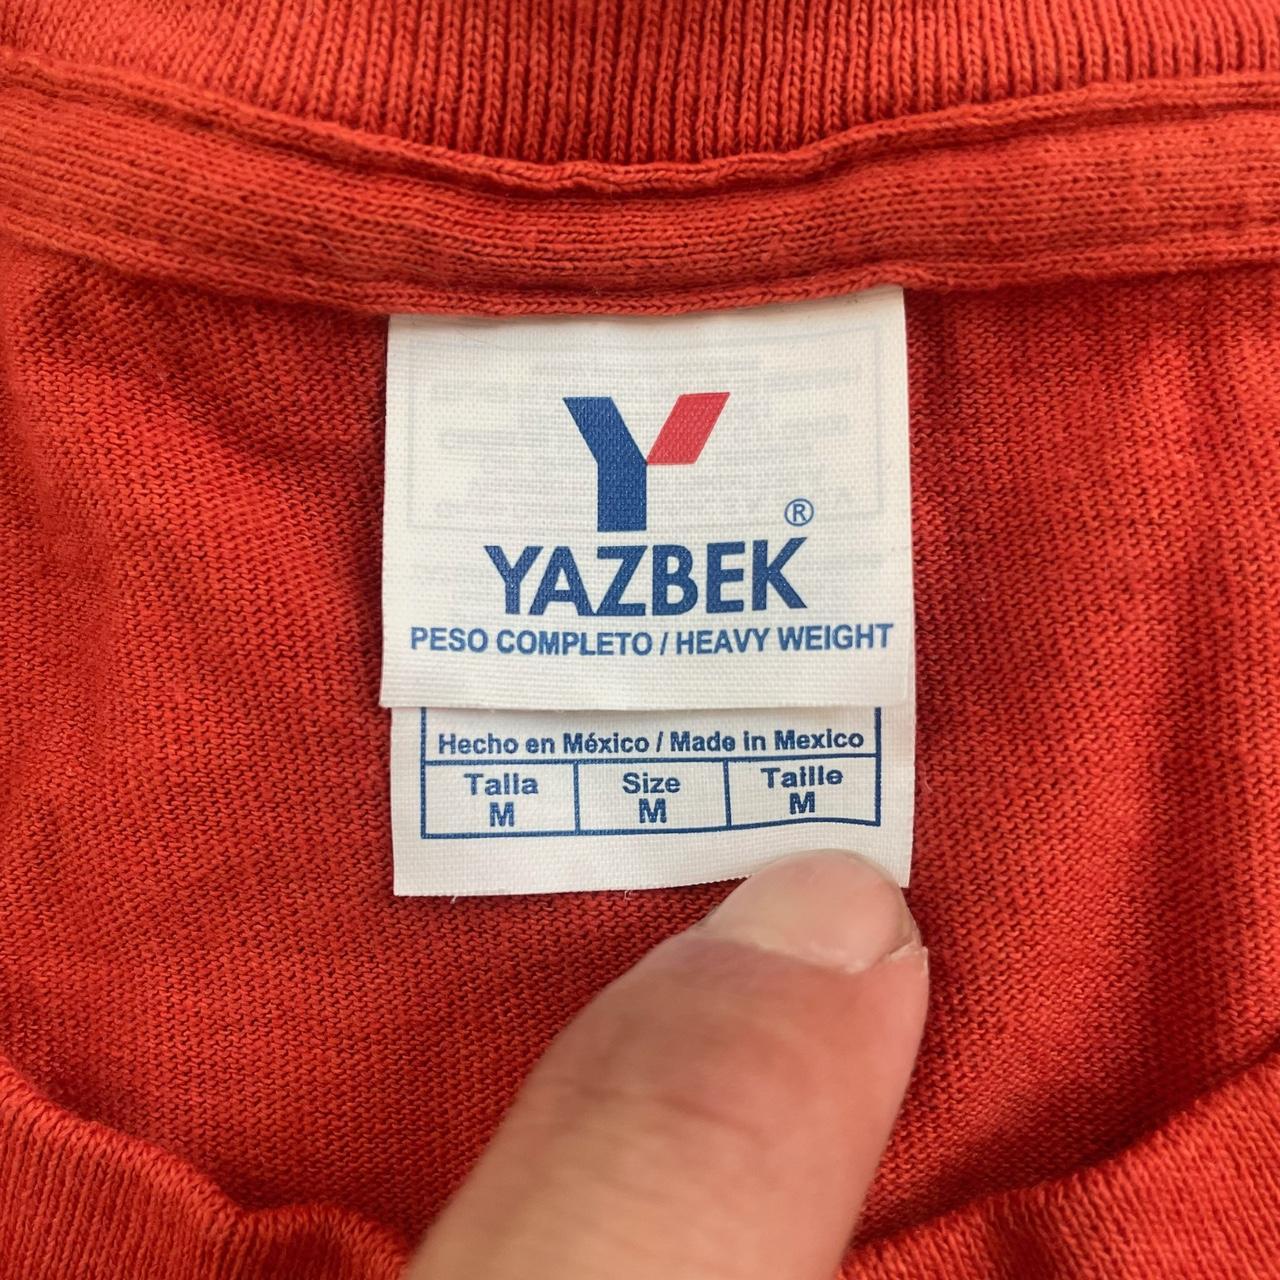 Y
®
YAZBEK
PESO COMPLETO / HEAVY WEIGHT
Hecho en México / Made in Mexico
Talla Size Taille
M M M